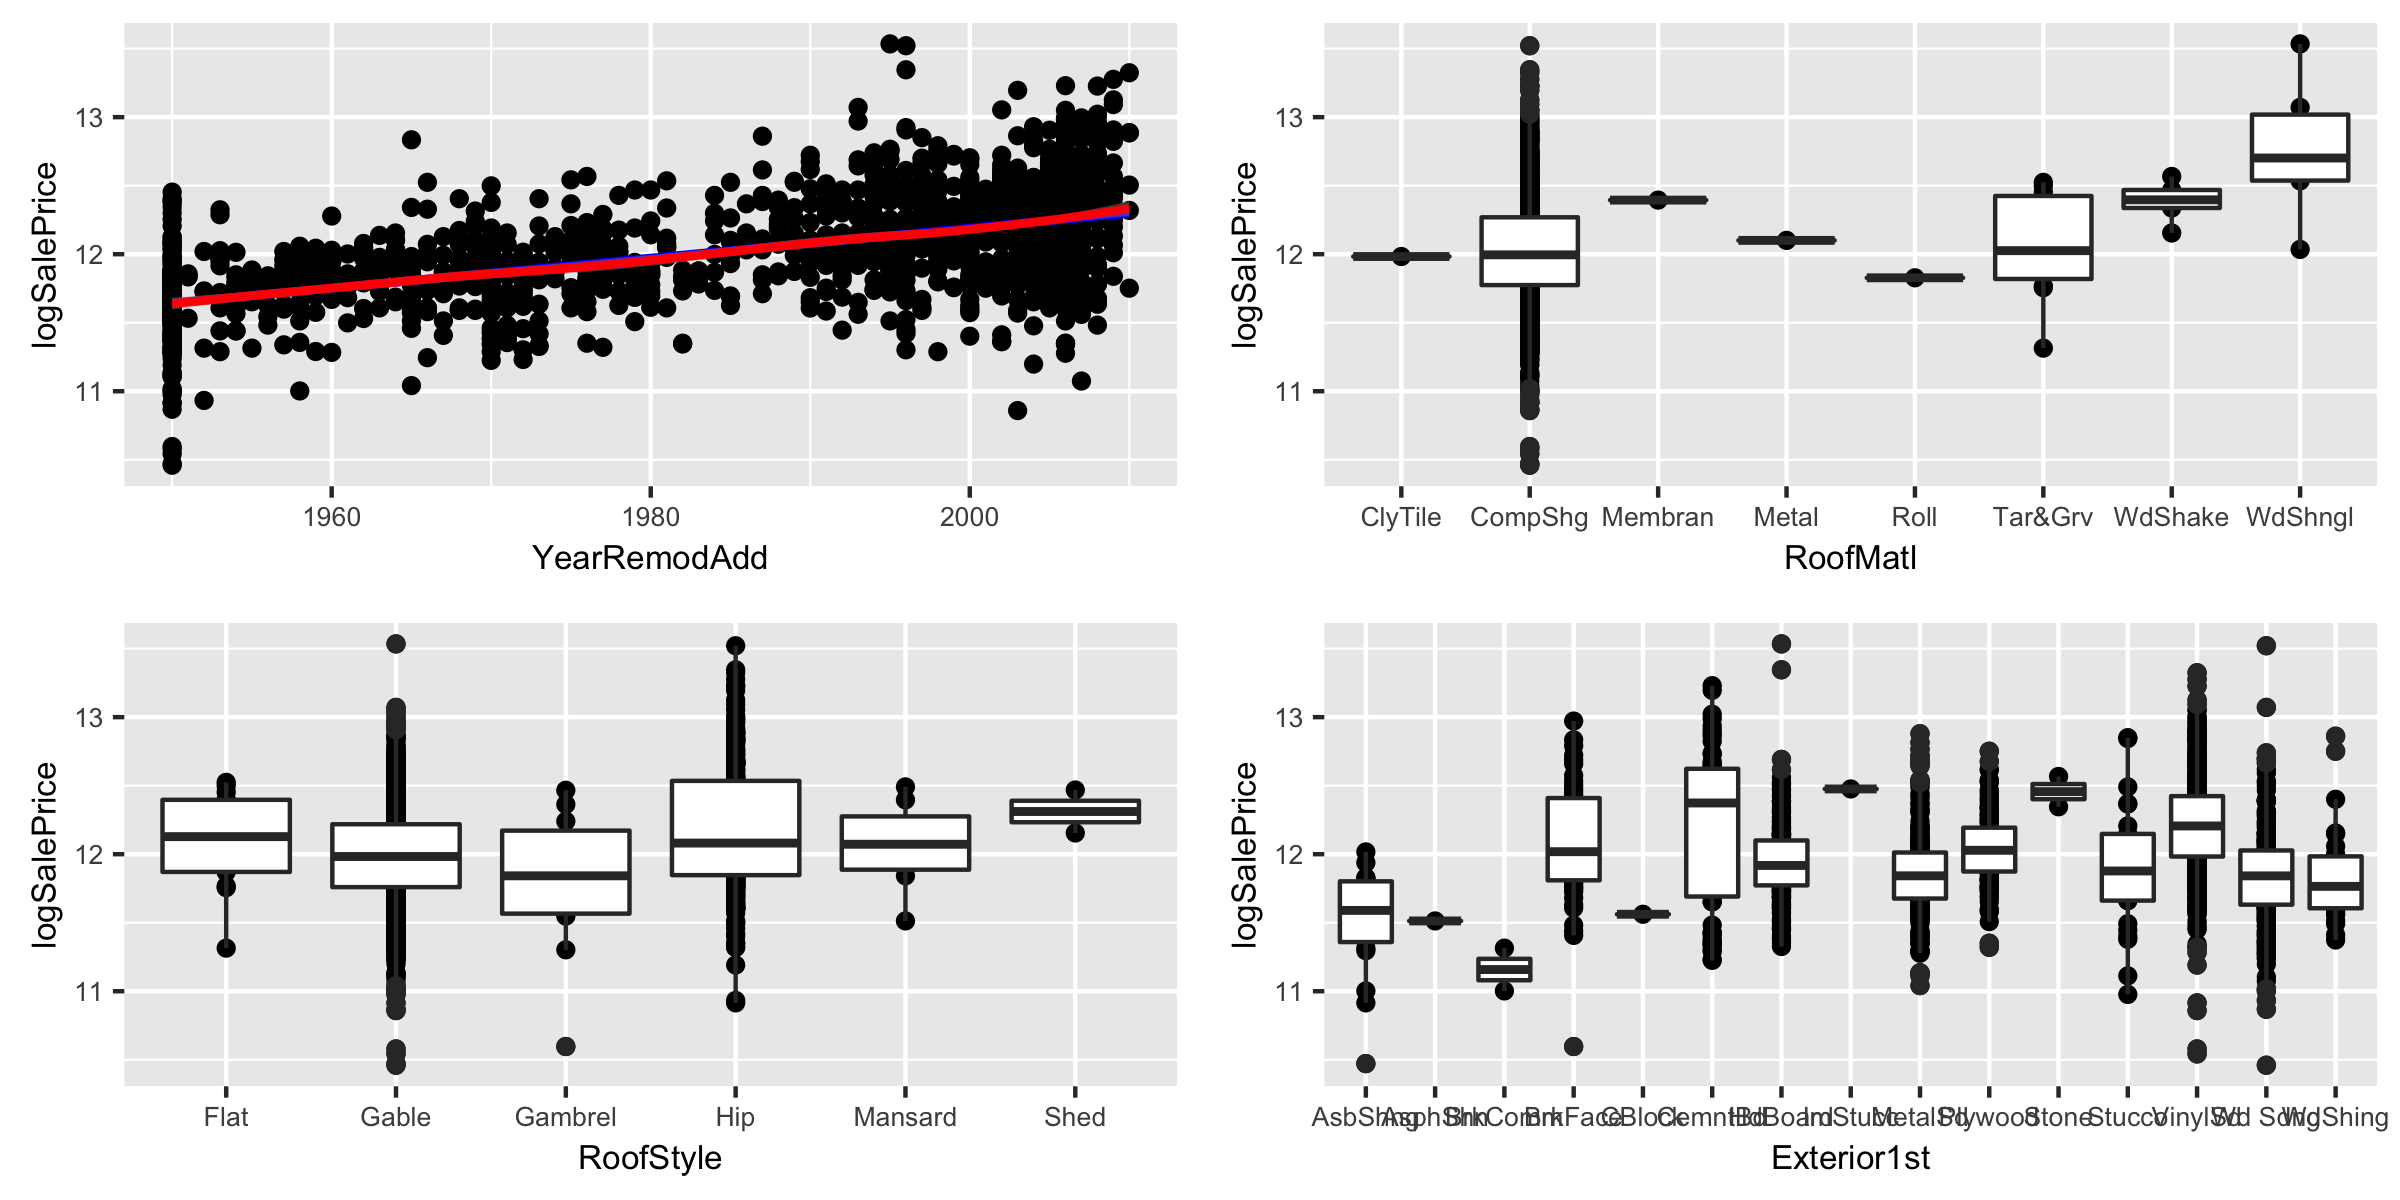 logSalePrice
13
12
11
1960 1980 2000
YearRemodAdd
logSalePrice
13
12
11
ClyTile CompShg Membran Metal Roll Tar&Grv WdShake WdShngl
RoofMatl
logSalePrice
13
12
11
Flat Gable Gambrel Hip Mansard Shed
RoofStyle
logSalePrice
13
12
11
AsbShng AsphShn BrkComm BrkFace CBlock CemntBd HdBoard ImStucc MetalSd Plywood Stone Stucco VinylSd Wd Sdng WdShing
Exterior1st